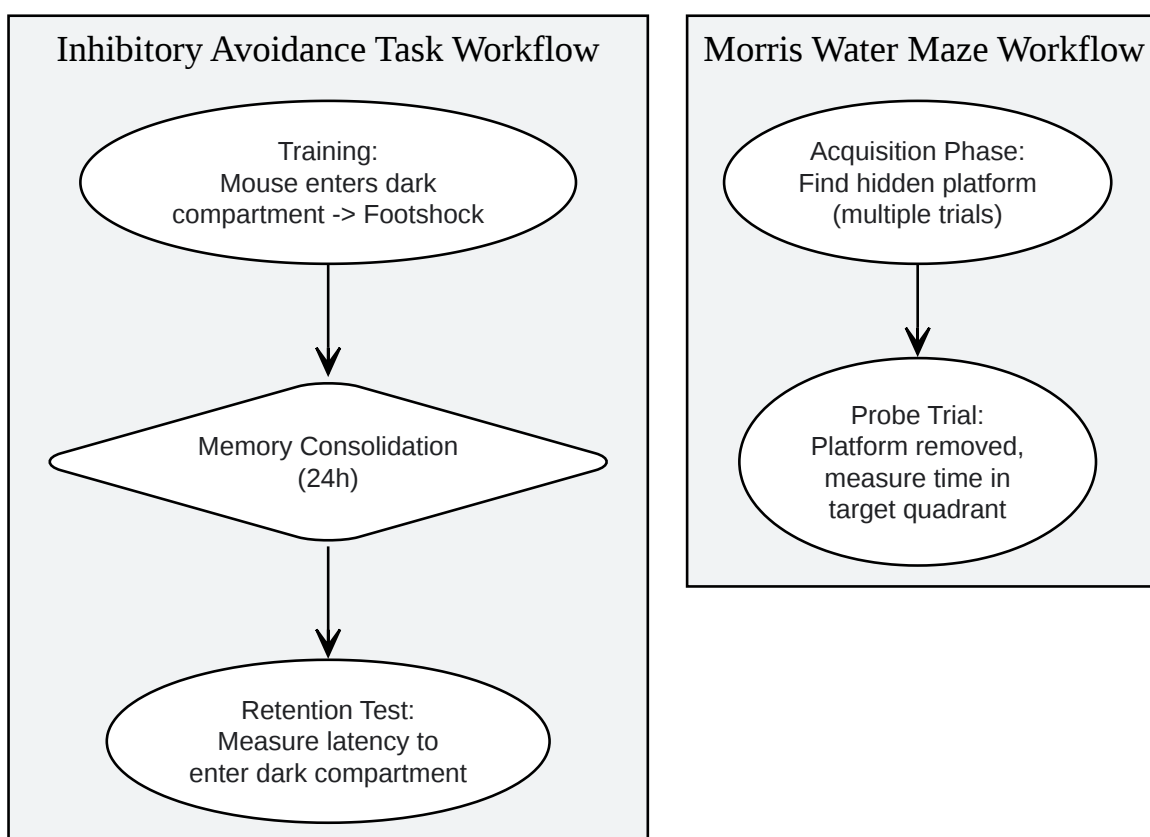 Inhibitory Avoidance Task Workflow
Training:
Mouse enters dark
compartment -> Footshock
Memory Consolidation
(24h)
Retention Test:
Measure latency to
enter dark compartment
Morris Water Maze Workflow
Acquisition Phase:
Find hidden platform
(multiple trials)
Probe Trial:
Platform removed,
measure time in
target quadrant